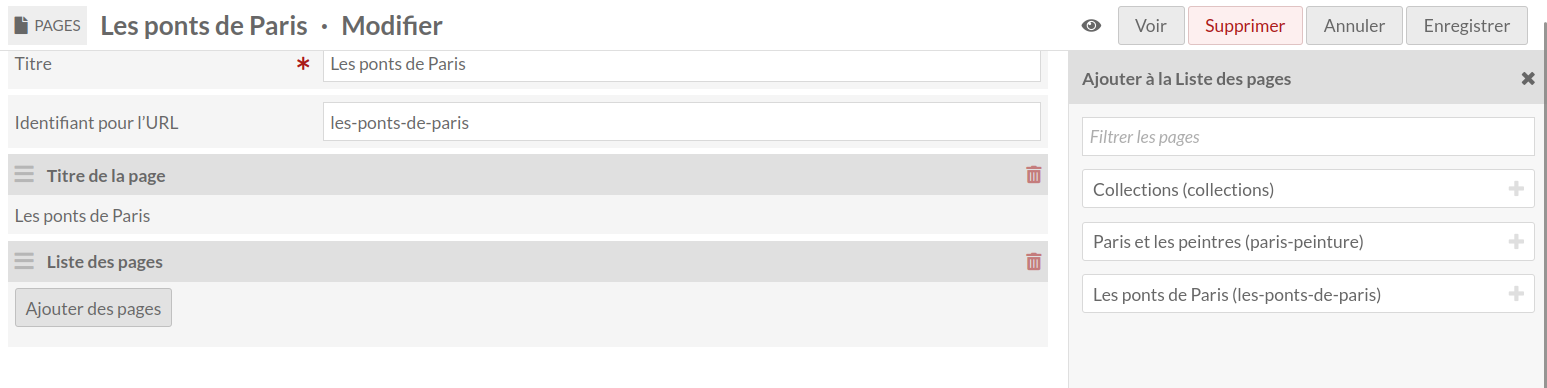 PAGES Les ponts de Paris · Modifier
Voir Supprimer Annuler Enregistrer
Titre * Les ponts de Paris
Identifiant pour l’URL les-ponts-de-paris
Titre de la page
Les ponts de Paris
Liste des pages
Ajouter des pages
Ajouter à la Liste des pages
Filtrer les pages
Collections (collections)
Paris et les peintres (paris-peinture)
Les ponts de Paris (les-ponts-de-paris)